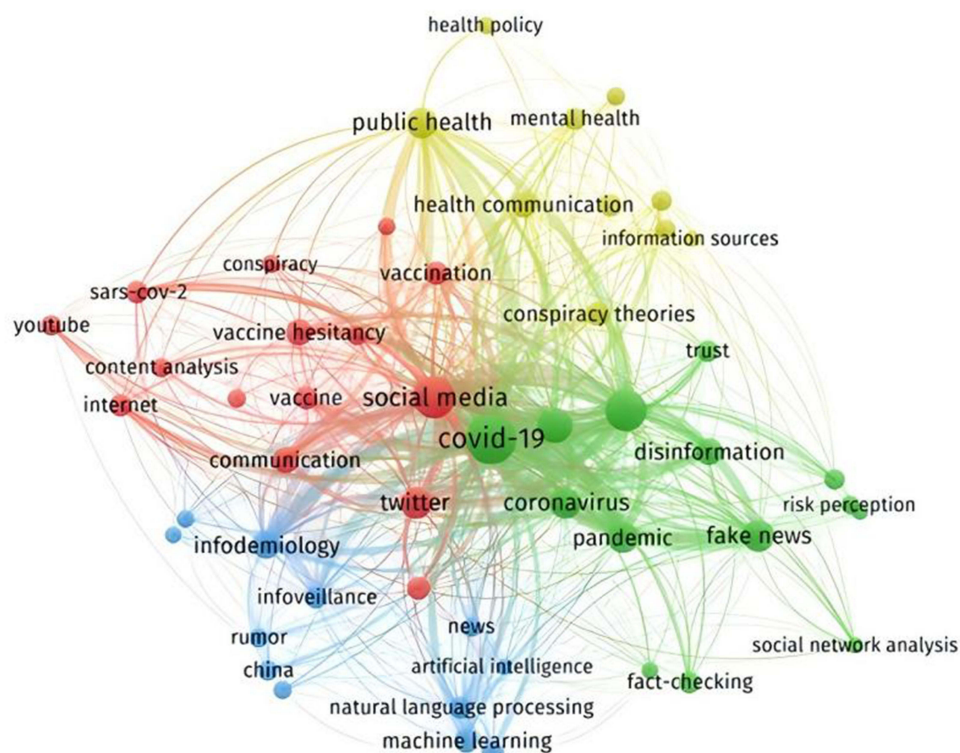 health policy
public health
mental health
health communication
information sources
conspiracy
vaccination
sars-cov-2
conspiracy theories
youtube
vaccine hesitancy
trust
content analysis
internet
vaccine
social media
covid-19
disinformation
communication
twitter
coronavirus
risk perception
pandemic
fake news
infodemiology
infoveillance
news
rumor
social network analysis
china
artificial intelligence
fact-checking
natural language processing
machine learning